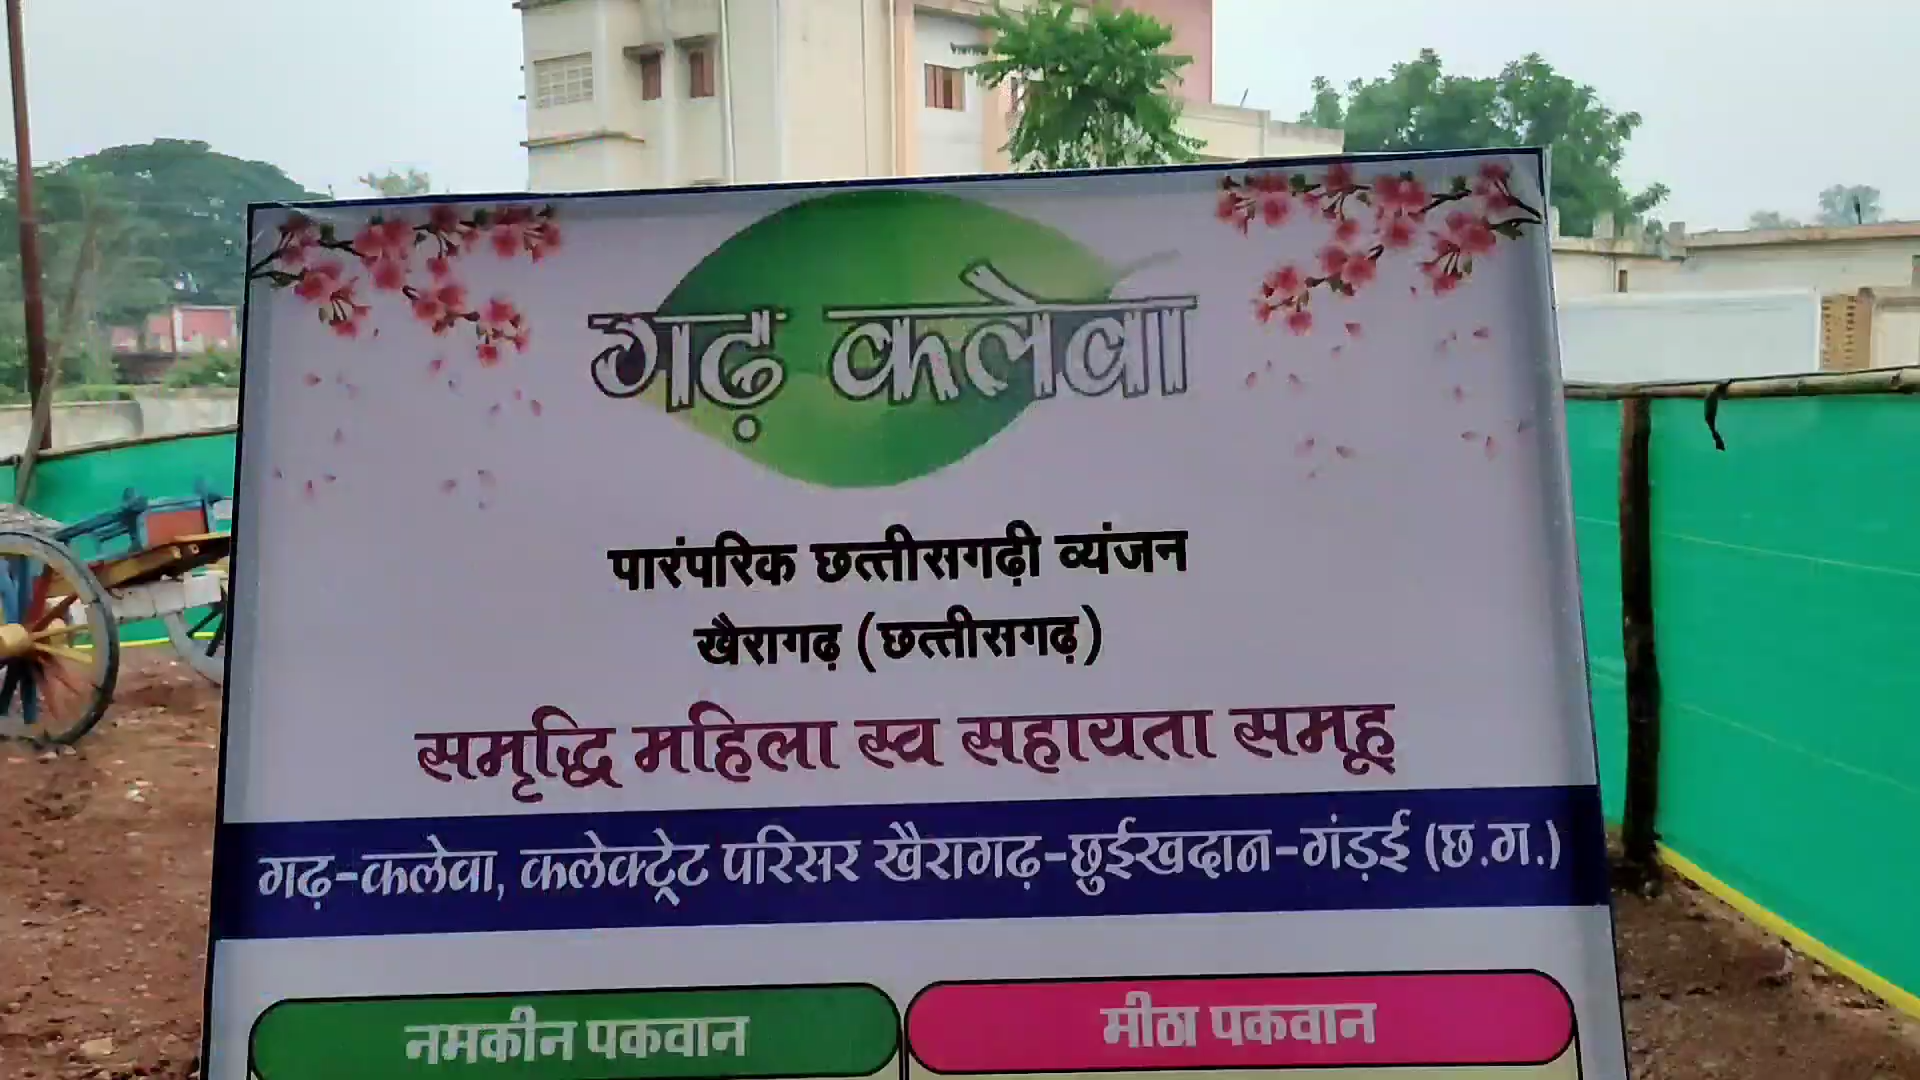 गढ़ कलेवा
पारंपरिक छत्तीसगढ़ी व्यंजन
खैरागढ़ (छत्तीसगढ़)
समृद्धि महिला स्व सहायता समूह
गढ़-कलेवा, कलेक्ट्रेट परिसर खैरागढ़-छुईखदान-गंड़ई (छ.ग.)
नमकीन पकवान
मीठा पकवान